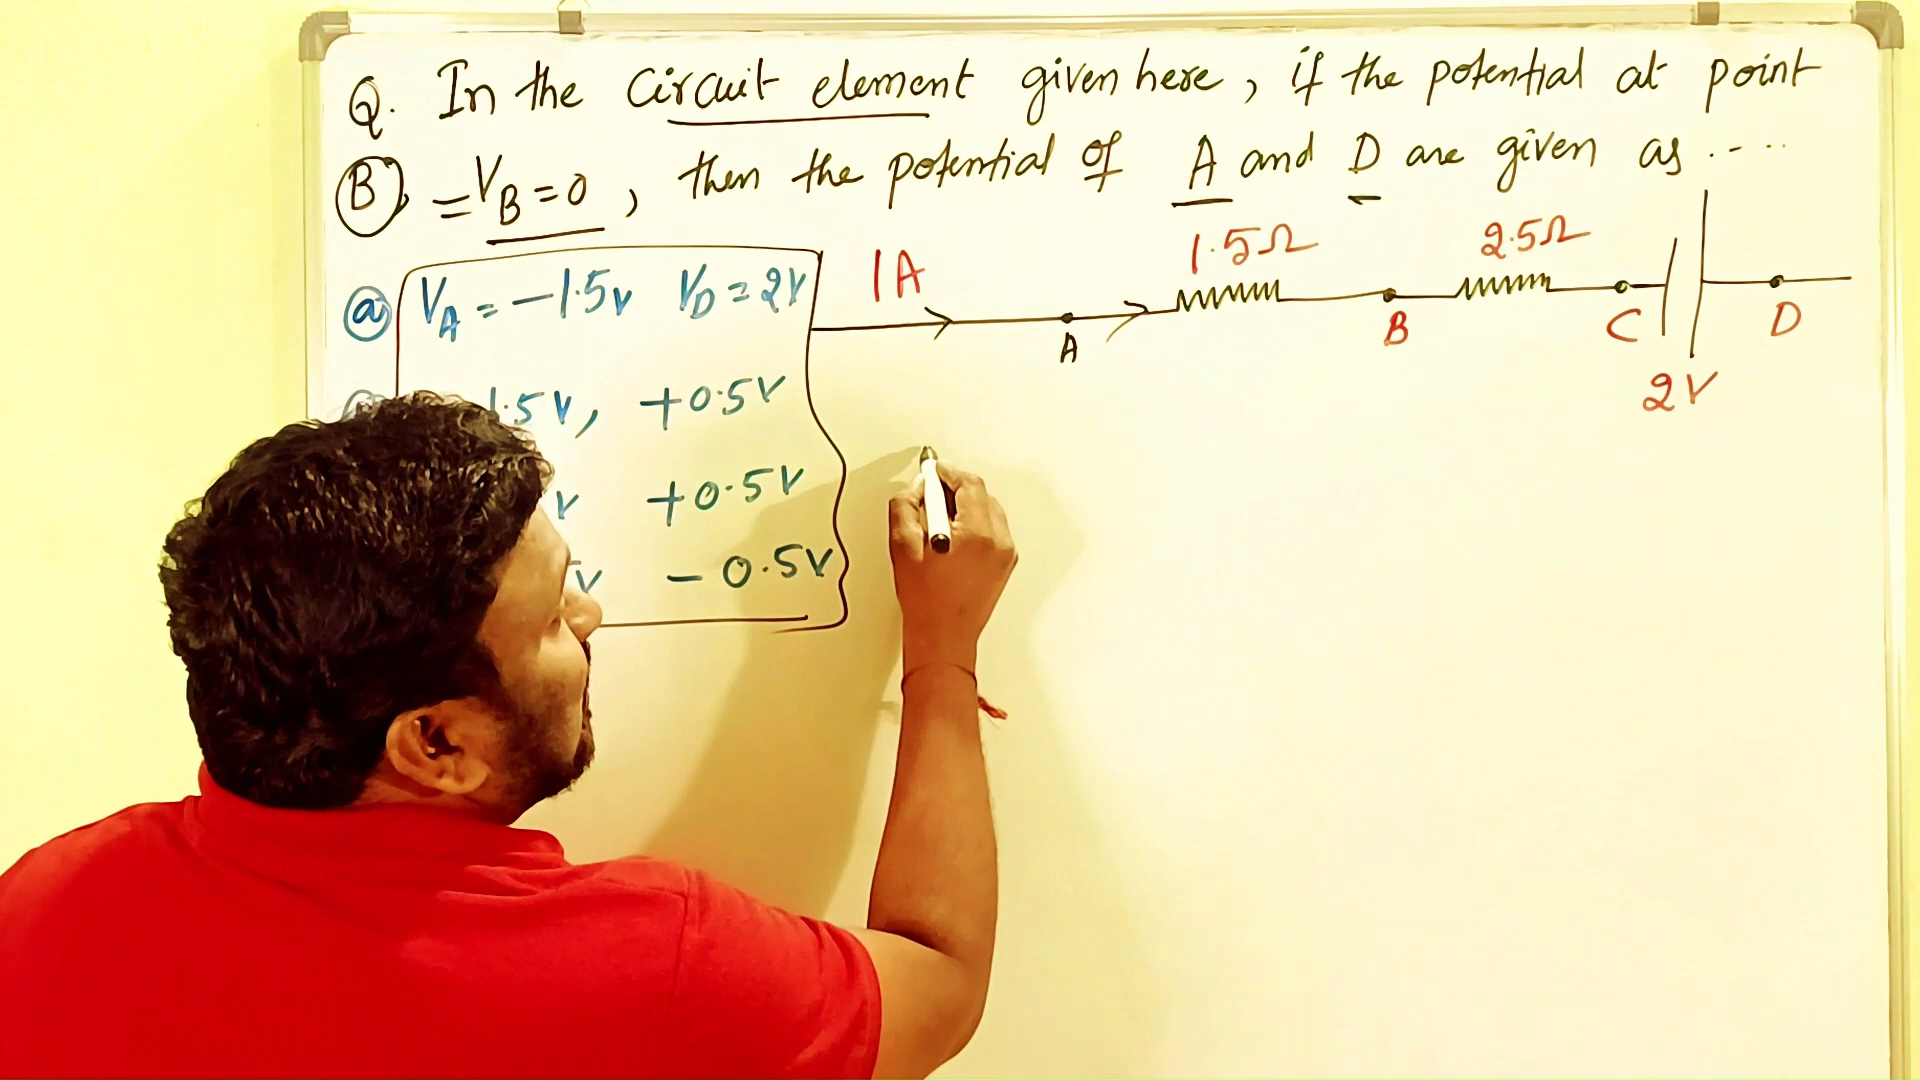 Q. In the circuit element given here, if the potential at point
B, = VB = 0, then the potential of A and D are given as ....
1.5Ω 2.5Ω
ⓐ VA = -1.5v VD = 2V 1A
A B C D
2V
.5V, +0.5V
V +0.5V
V - 0.5V